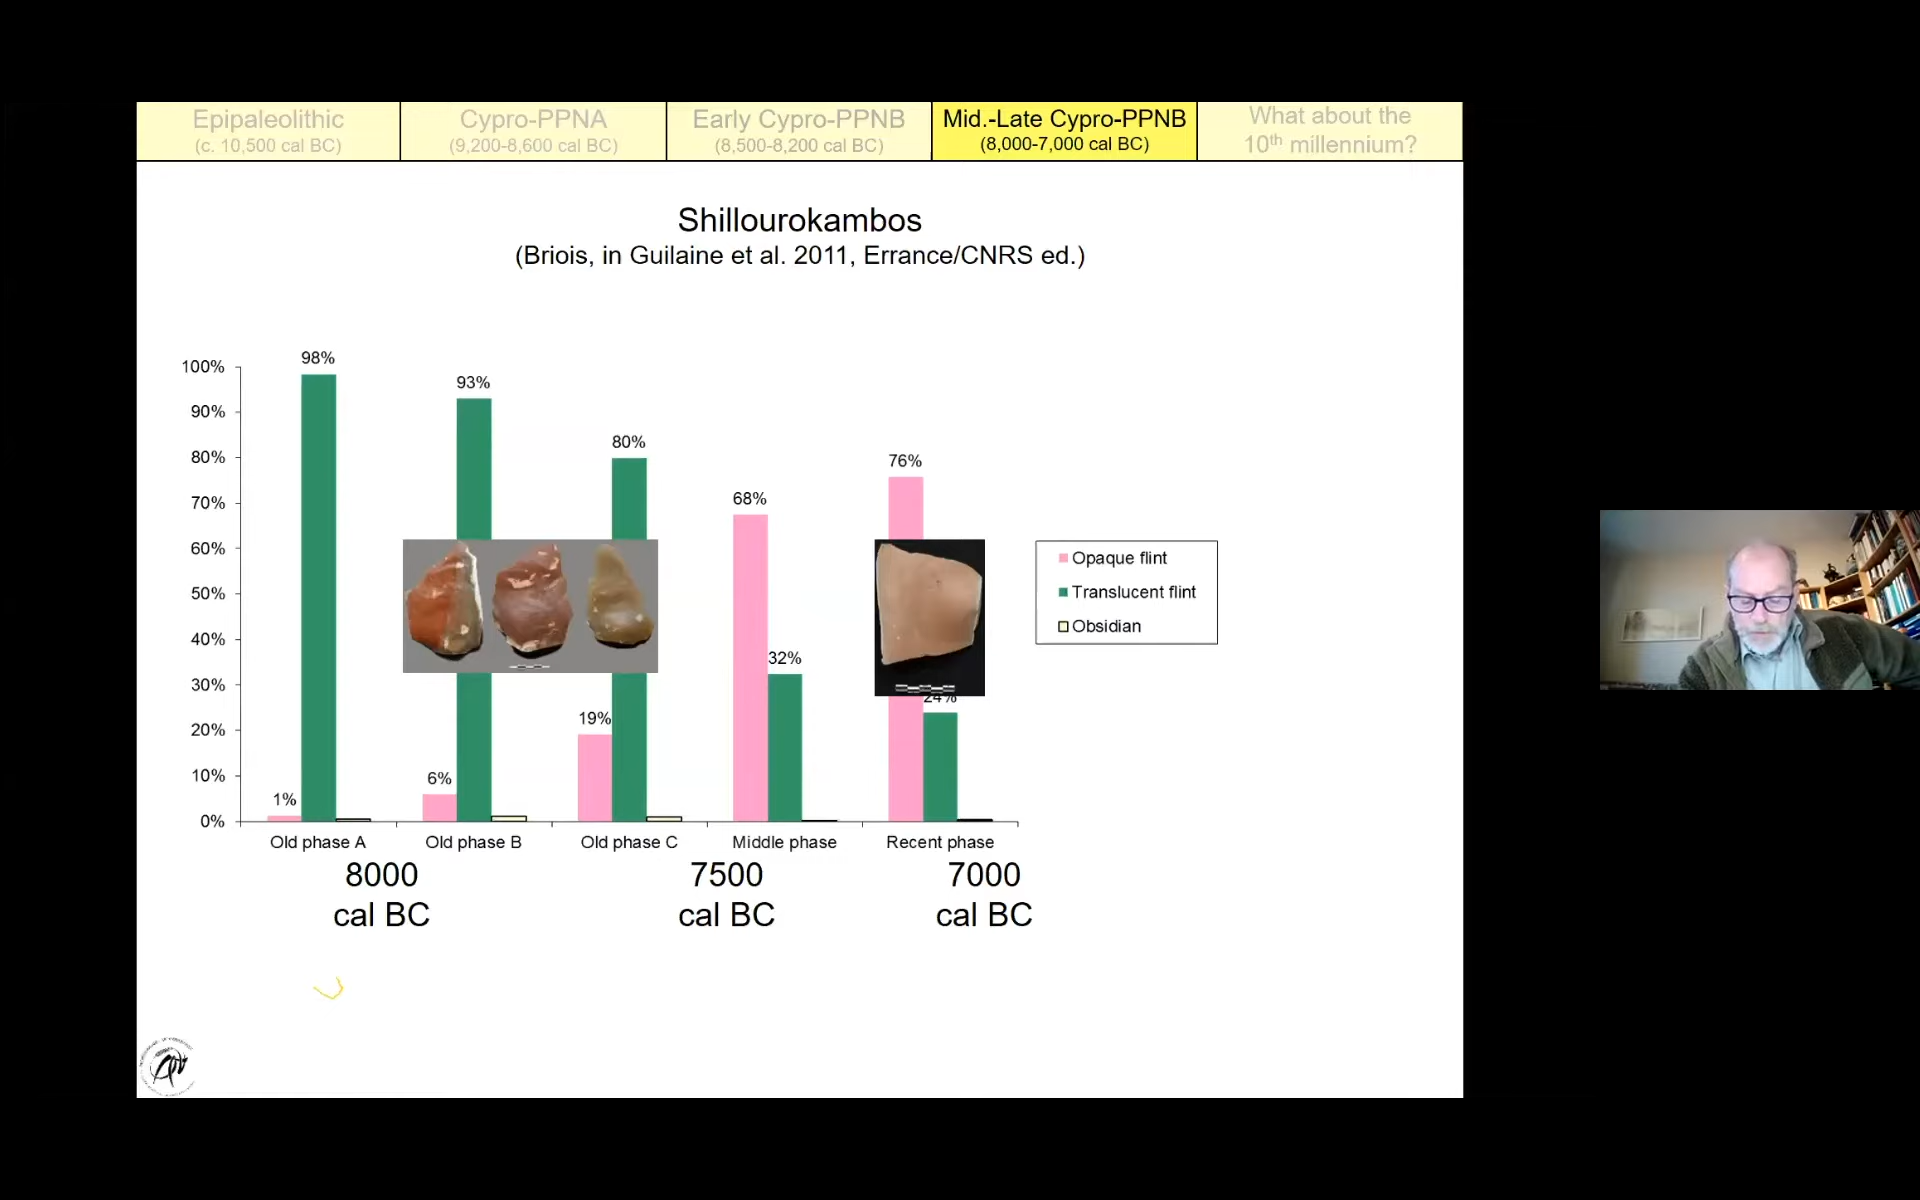 Epipaleolithic
(c. 10,500 cal BC)
Cypro-PPNA
(9,200-8,600 cal BC)
Early Cypro-PPNB
(8,500-8,200 cal BC)
Mid.-Late Cypro-PPNB
(8,000-7,000 cal BC)
What about the
10th millennium?
Shillourokambos
(Briois, in Guilaine et al. 2011, Errance/CNRS ed.)
100%
90%
80%
70%
60%
50%
40%
30%
20%
10%
0%
1%
98%
6%
93%
19%
80%
68%
32%
76%
24%
Opaque flint
Translucent flint
Obsidian
Old phase A
Old phase B
Old phase C
Middle phase
Recent phase
8000
cal BC
7500
cal BC
7000
cal BC